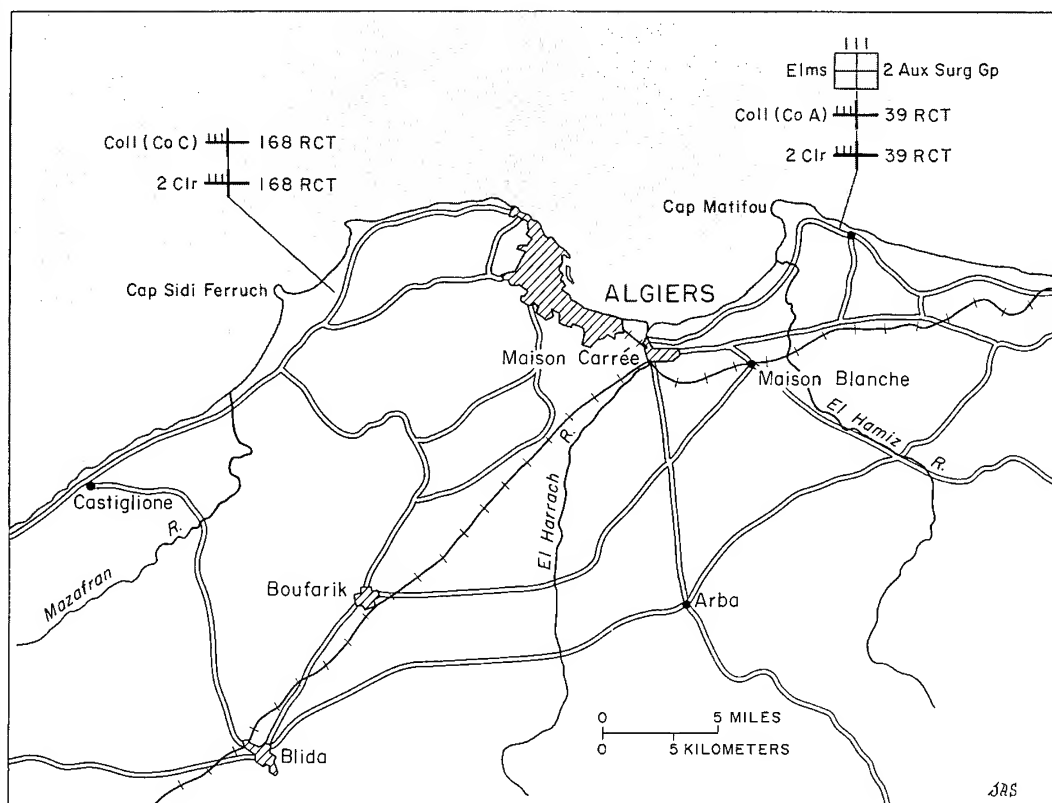 III
Elms 2 Aux Surg Gp
Coll (Co A) 39 RCT
2 Clr 39 RCT
Coll (Co C) 168 RCT
2 Clr 168 RCT
Cap Matifou
Cap Sidi Ferruch
ALGIERS
Maison Carrée
Maison Blanche
El Hamiz R.
El Harrach R.
Castiglione
Mazafran R.
Boufarik
Arba
Blida
0 5 MILES
0 5 KILOMETERS
JAS